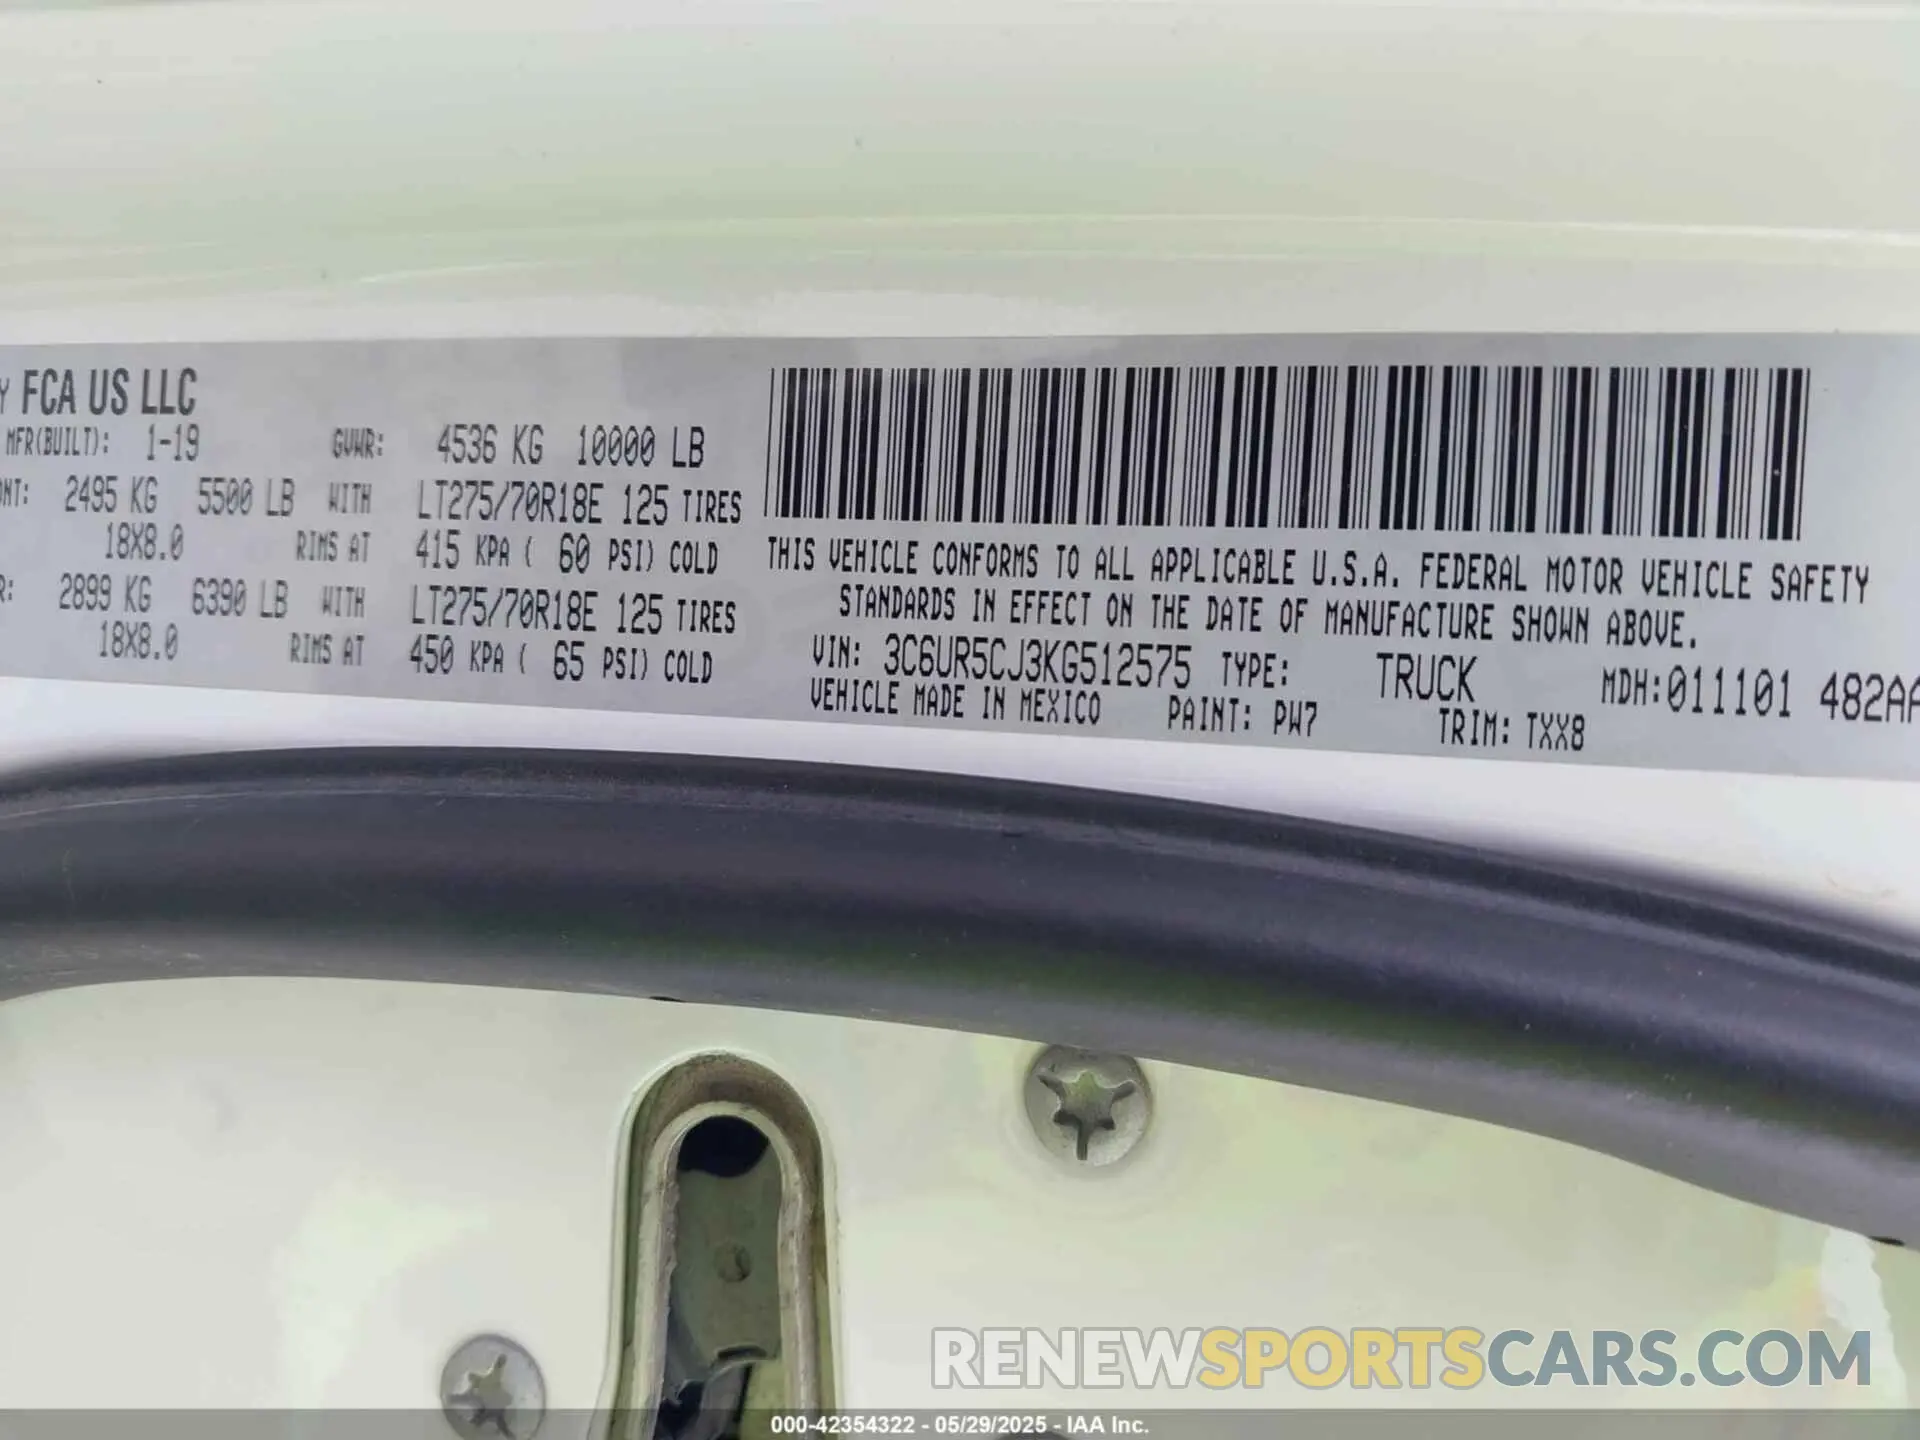 FCA US LLC
MFR(BUILT): 1-19 GVWR: 4536 KG 10000 LB
2495 KG 5500 LB WITH LT275/70R18E 125 TIRES
18X8.0 RIMS AT 415 KPA ( 60 PSI) COLD
2899 KG 6390 LB WITH LT275/70R18E 125 TIRES
18X8.0 RIMS AT 450 KPA ( 65 PSI) COLD
THIS VEHICLE CONFORMS TO ALL APPLICABLE U.S.A. FEDERAL MOTOR VEHICLE SAFETY
STANDARDS IN EFFECT ON THE DATE OF MANUFACTURE SHOWN ABOVE.
VIN: 3C6UR5CJ3KG512575 TYPE: TRUCK MDH:011101 482AA
VEHICLE MADE IN MEXICO PAINT: PW7 TRIM: TXX8
RENEWSPORTSCARS.COM
000-42354322 - 05/29/2025 - IAA Inc.